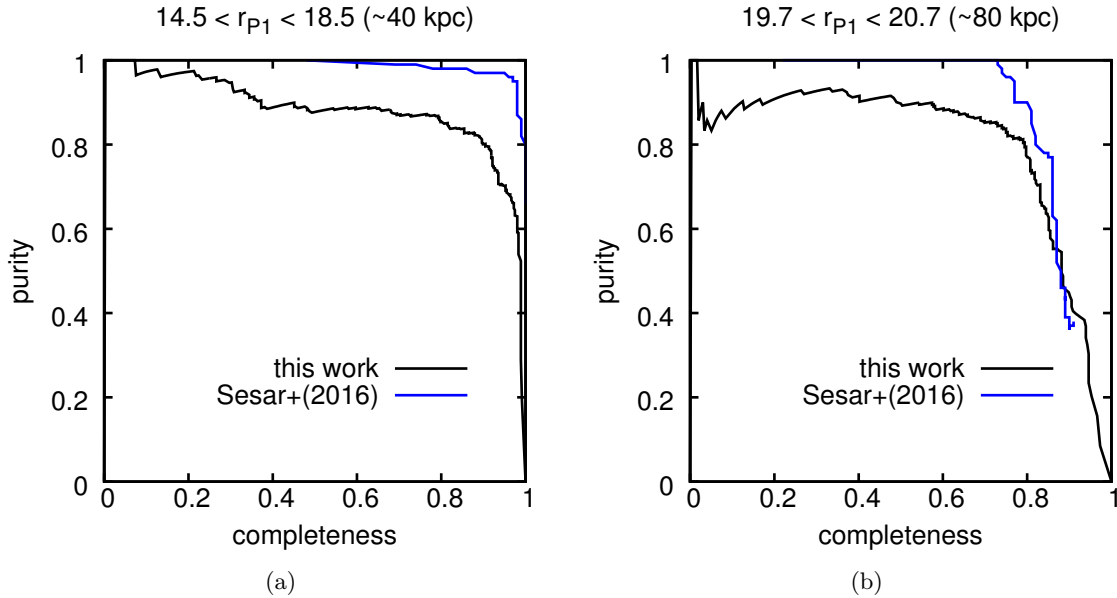 14.5 < r_P1 < 18.5 (~40 kpc)
1
0.8
0.6
0.4
0.2
0
purity
this work
Sesar+(2016)
0 0.2 0.4 0.6 0.8 1
completeness
(a)
19.7 < r_P1 < 20.7 (~80 kpc)
1
0.8
0.6
0.4
0.2
0
purity
this work
Sesar+(2016)
0 0.2 0.4 0.6 0.8 1
completeness
(b)